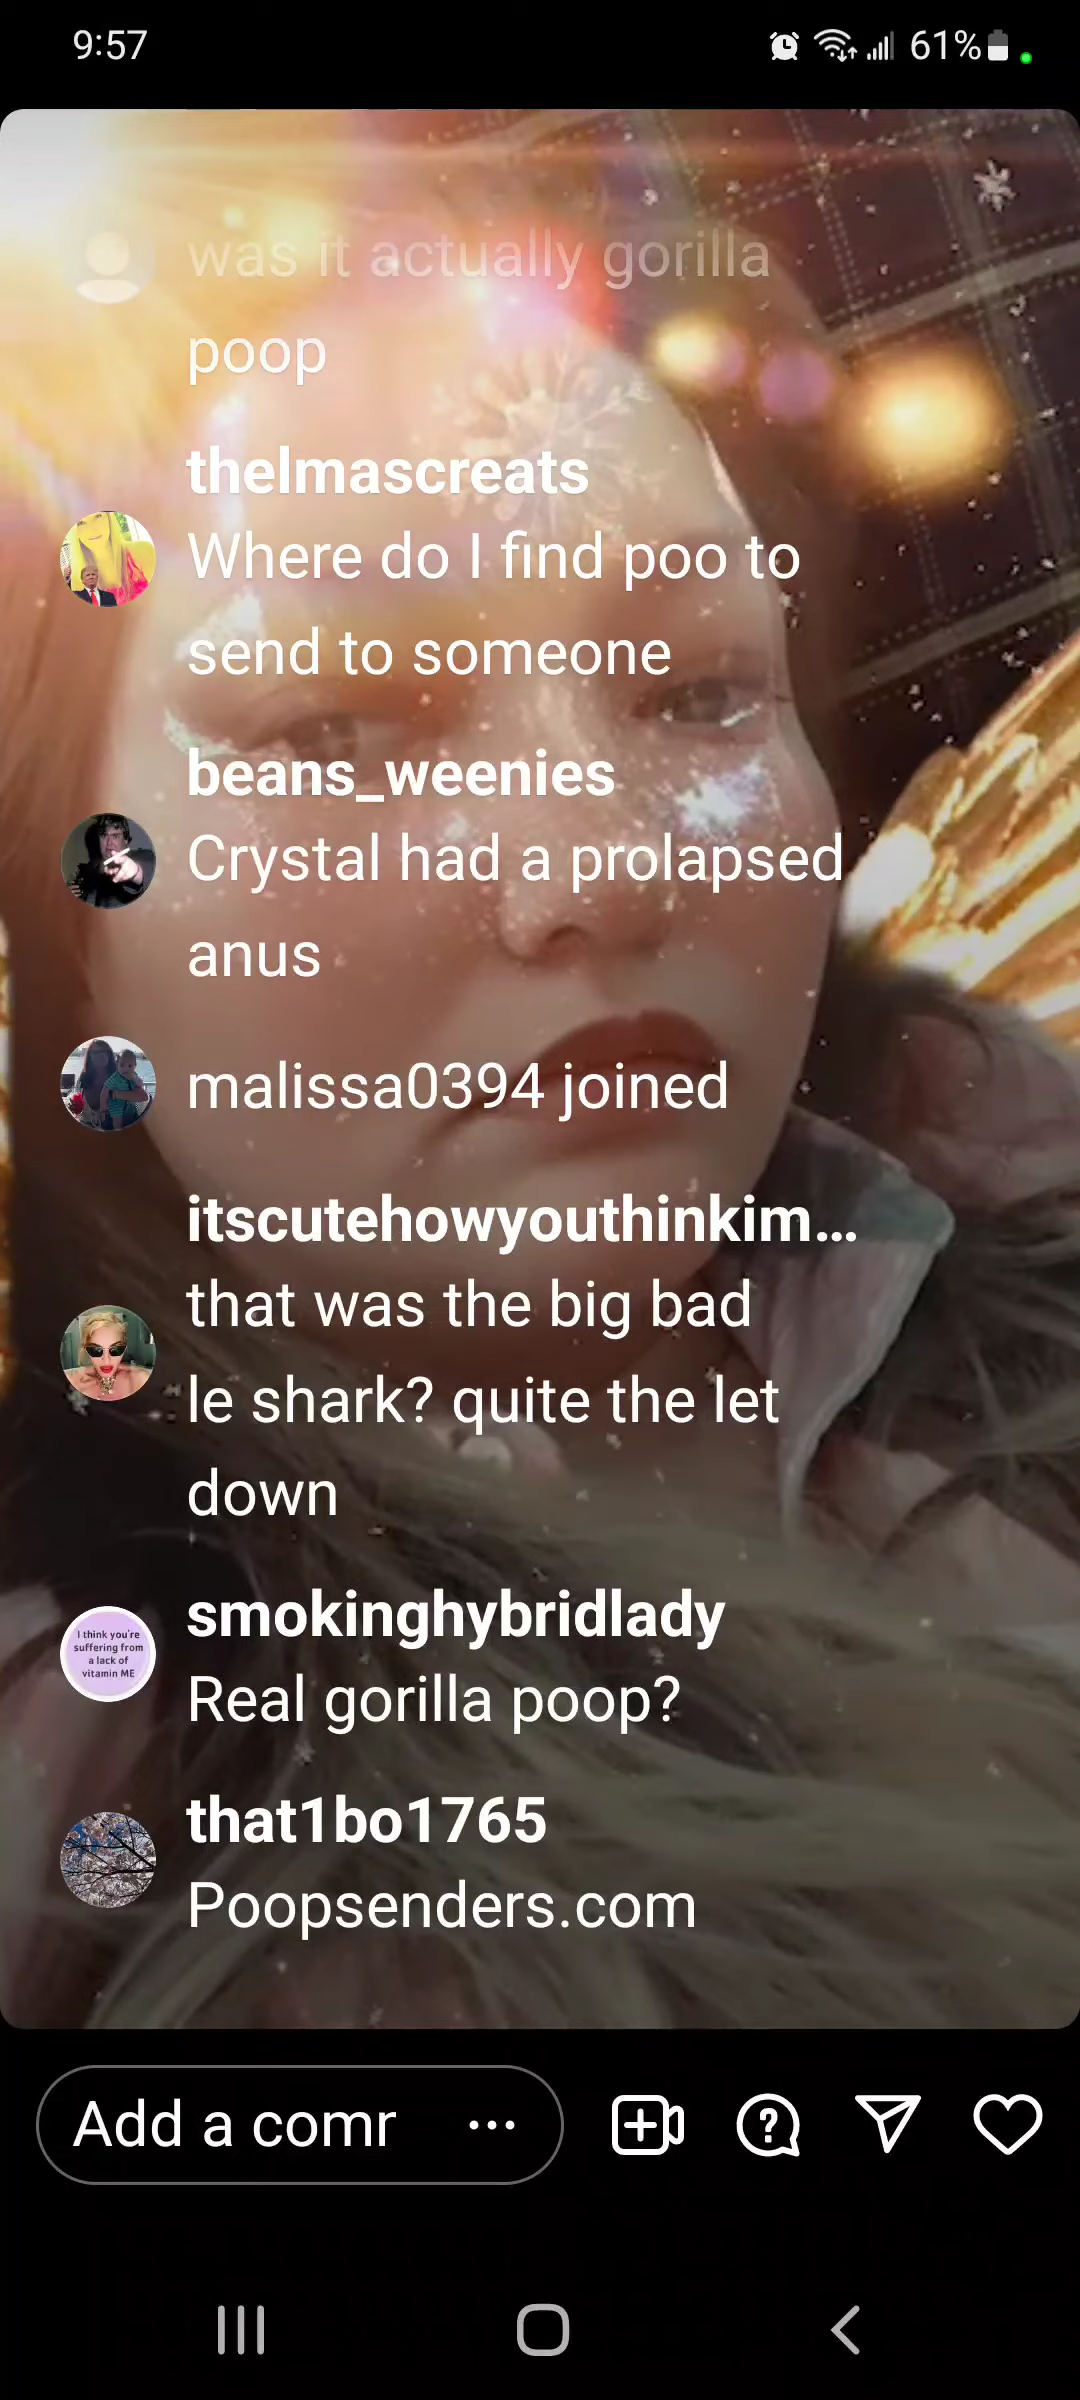 9:57
61%
was it actually gorilla
poop
thelmascreats
Where do I find poo to
send to someone
beans_weenies
Crystal had a prolapsed
anus
malissa0394 joined
itscutehowyouthinkim...
that was the big bad
le shark? quite the let
down
I think you're
suffering from
a lack of
vitamin ME
smokinghybridlady
Real gorilla poop?
that1bo1765
Poopsenders.com
Add a comr